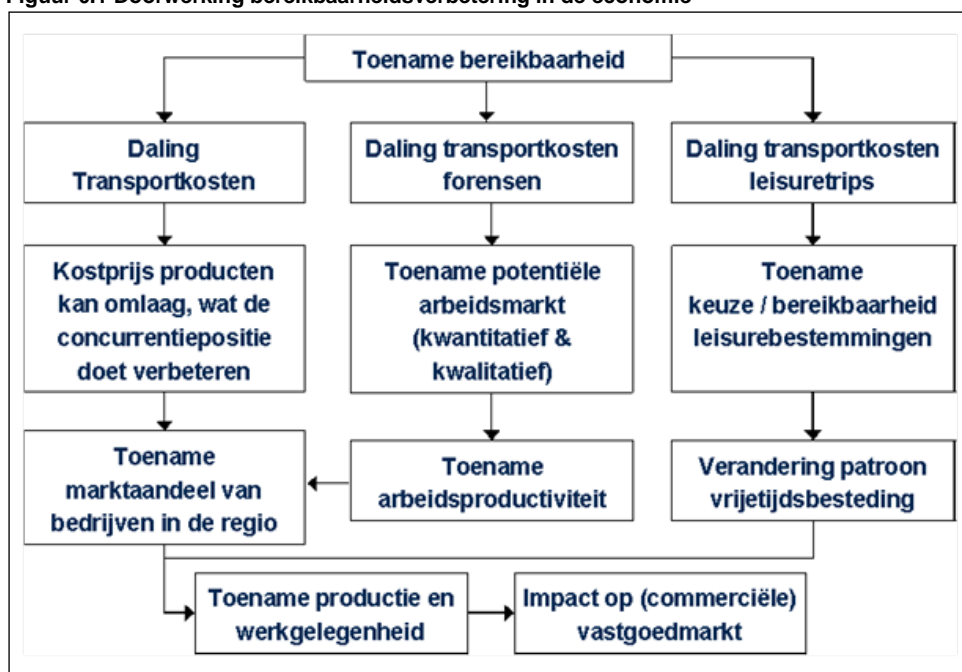 Toename bereikbaarheid
Daling
Transportkosten
Daling transportkosten
forensen
Daling transportkosten
leisuretrips
Kostprijs producten
kan omlaag, wat de
concurrentiepositie
doet verbeteren
Toename potentiële
arbeidsmarkt
(kwantitatief &
kwalitatief)
Toename
keuze / bereikbaarheid
leisurebestemmingen
Toename
marktaandeel van
bedrijven in de regio
Toename
arbeidsproductiviteit
Verandering patroon
vrijetijdsbesteding
Toename productie en
werkgelegenheid
Impact op (commerciële)
vastgoedmarkt